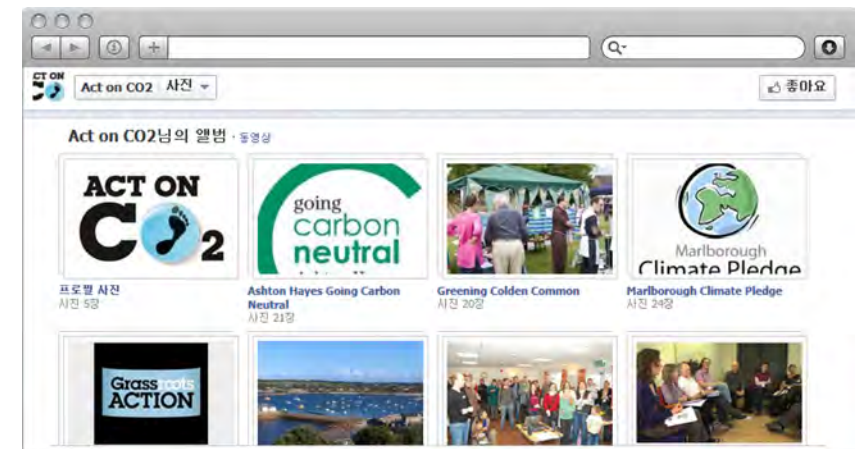 ACT ON
CO2
Act on CO2 사진
좋아요
Act on CO2님의 앨범 · 동영상
ACT ON
CO2
going
carbon
neutral
Marlborough
Climate Pledge
프로필 사진
사진 5장
Ashton Hayes Going Carbon
Neutral
사진 21장
Greening Colden Common
사진 20장
Marlborough Climate Pledge
사진 24장
Grassroots
ACTION